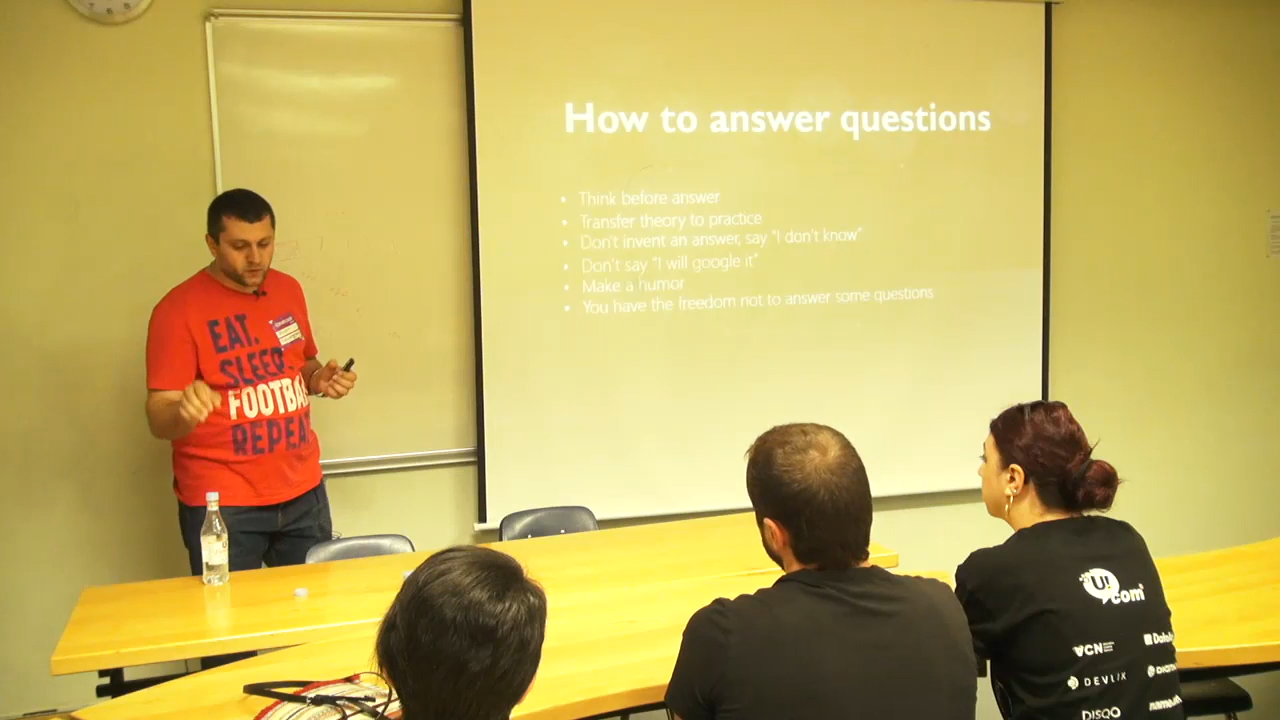 How to answer questions
• Think before answer
• Transfer theory to practice
• Don't invent an answer, say "I don't know"
• Don't say "I will google it"
• Make a humor
• You have the freedom not to answer some questions
EAT.
SLEEP.
FOOTBA
REPEAT
U!
com
VCN
DEVLIX
DISQO